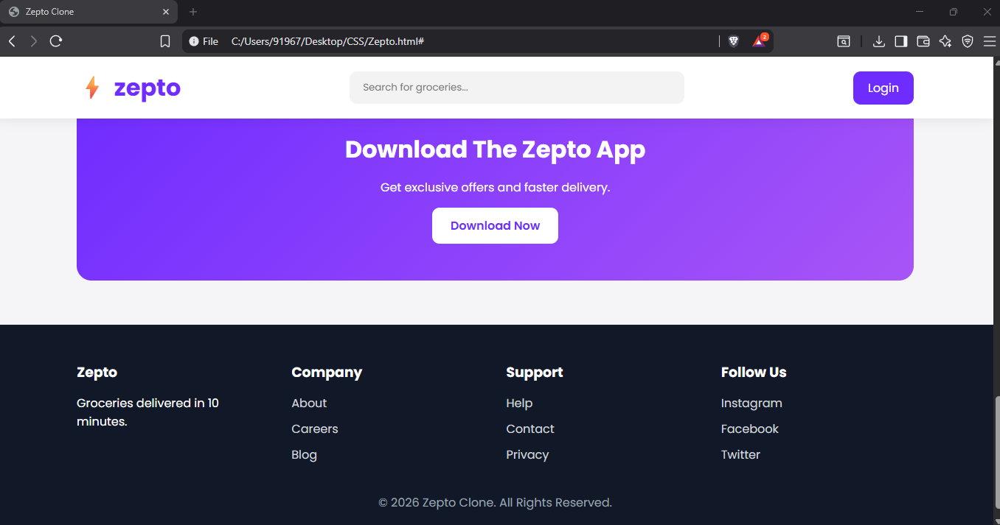 Zepto Clone
File C:/Users/91967/Desktop/CSS/Zepto.html#
2
zepto
Search for groceries...
Login
Download The Zepto App
Get exclusive offers and faster delivery.
Download Now
Zepto
Groceries delivered in 10
minutes.
Company
About
Careers
Blog
Support
Help
Contact
Privacy
Follow Us
Instagram
Facebook
Twitter
© 2026 Zepto Clone. All Rights Reserved.